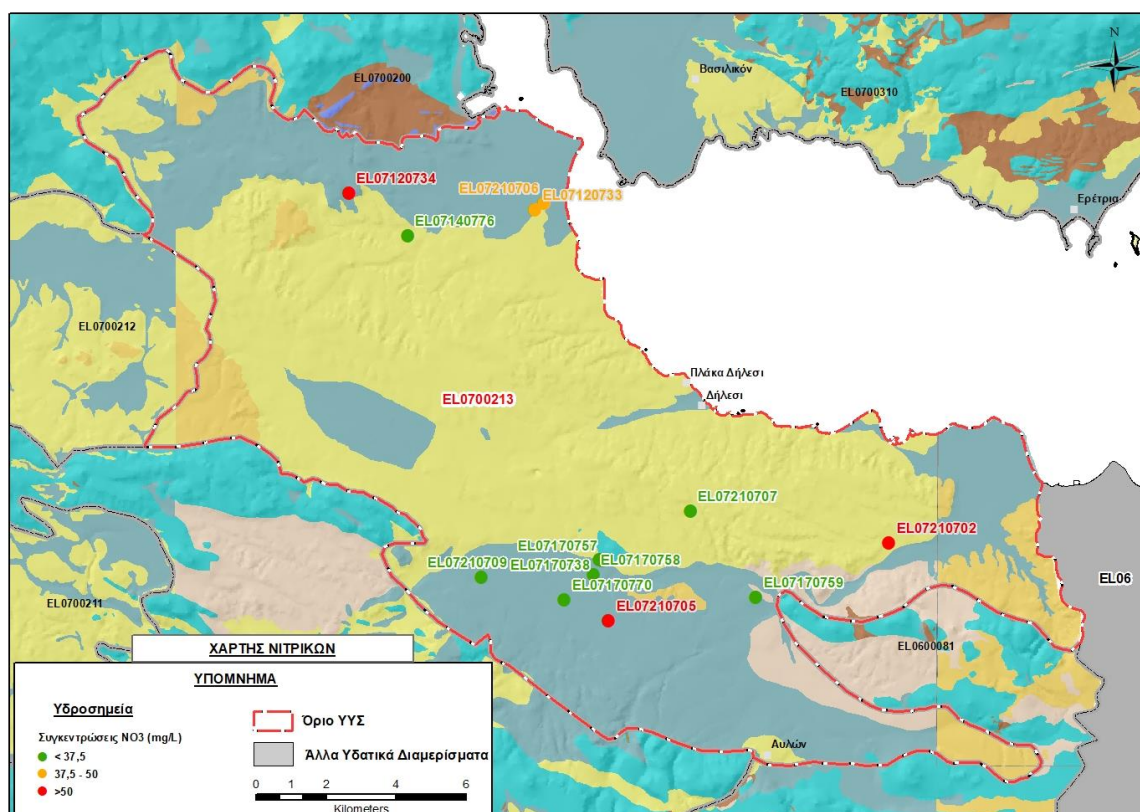 N
Βασιλικόν
EL0700200
EL0700310
EL07120734
EL07210706
EL07120733
Ερέτρια
EL07140776
EL0700212
Πλάκα Δήλεσι
Δήλεσι
EL0700213
EL07210707
EL07210702
EL07170757
EL07170758
EL07210709
EL07170738
EL07170770
EL07170759
EL06
EL07210705
EL0700211
EL0600081
ΧΑΡΤΗΣ ΝΙΤΡΙΚΩΝ
ΥΠΟΜΝΗΜΑ
Υδροσημεία
Συγκεντρώσεις NO3 (mg/L)
< 37,5
37,5 - 50
>50
Όριο ΥΥΣ
Άλλα Υδατικά Διαμερίσματα
0 1 2 4 6
Kilometers
Αυλών